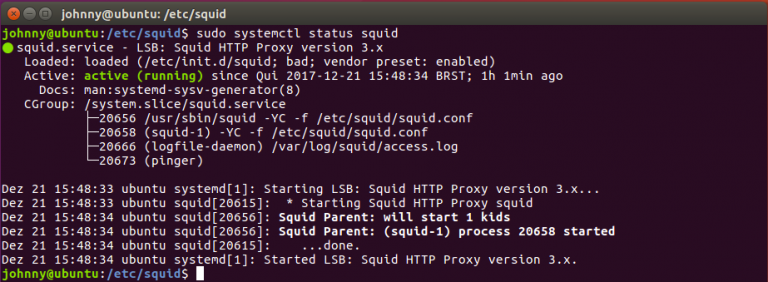 johnny@ubuntu: /etc/squid
johnny@ubuntu:/etc/squid$ sudo systemctl status squid
● squid.service - LSB: Squid HTTP Proxy version 3.x
   Loaded: loaded (/etc/init.d/squid; bad; vendor preset: enabled)
   Active: active (running) since Qui 2017-12-21 15:48:34 BRST; 1h 1min ago
     Docs: man:systemd-sysv-generator(8)
   CGroup: /system.slice/squid.service
           ├─20656 /usr/sbin/squid -YC -f /etc/squid/squid.conf
           ├─20658 (squid-1) -YC -f /etc/squid/squid.conf
           ├─20666 (logfile-daemon) /var/log/squid/access.log
           └─20673 (pinger)
Dez 21 15:48:33 ubuntu systemd[1]: Starting LSB: Squid HTTP Proxy version 3.x...
Dez 21 15:48:33 ubuntu squid[20615]:  * Starting Squid HTTP Proxy squid
Dez 21 15:48:34 ubuntu squid[20656]: Squid Parent: will start 1 kids
Dez 21 15:48:34 ubuntu squid[20656]: Squid Parent: (squid-1) process 20658 started
Dez 21 15:48:34 ubuntu squid[20615]:    ...done.
Dez 21 15:48:34 ubuntu systemd[1]: Started LSB: Squid HTTP Proxy version 3.x.
johnny@ubuntu:/etc/squid$